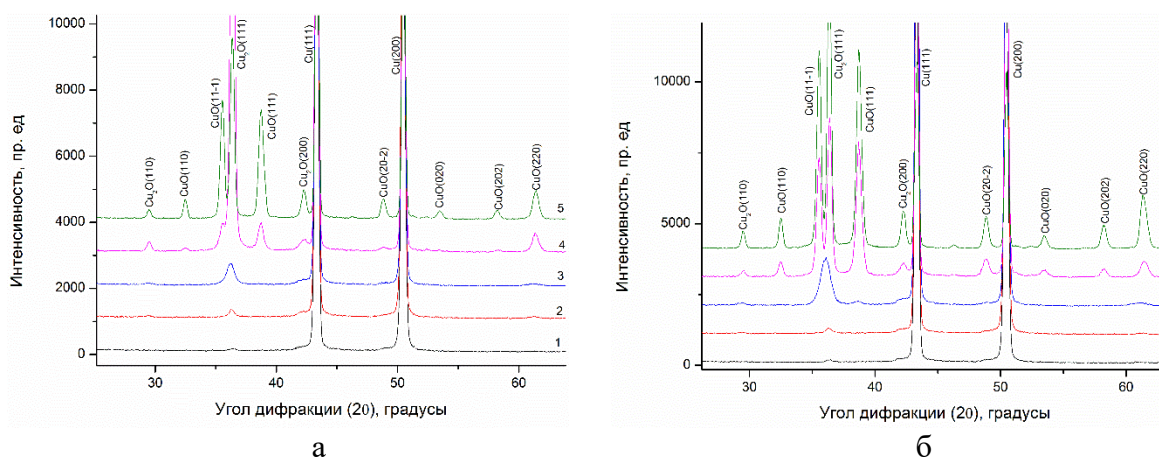 Интенсивность, пр. ед
10000
8000
6000
4000
2000
0
Cu₂O(110)
CuO(110)
CuO(11-1)
Cu₂O(111)
CuO(111)
Cu₂O(200)
Cu(111)
CuO(20-2)
Cu(200)
CuO(020)
CuO(202)
CuO(220)
5
4
3
2
1
30
40
50
60
Угол дифракции (2θ), градусы
а
Интенсивность, пр. ед
10000
5000
0
Cu₂O(110)
CuO(110)
CuO(11-1)
Cu₂O(111)
CuO(111)
Cu₂O(200)
Cu(111)
CuO(20-2)
Cu(200)
CuO(020)
CuO(202)
CuO(220)
30
40
50
60
Угол дифракции (2θ), градусы
б